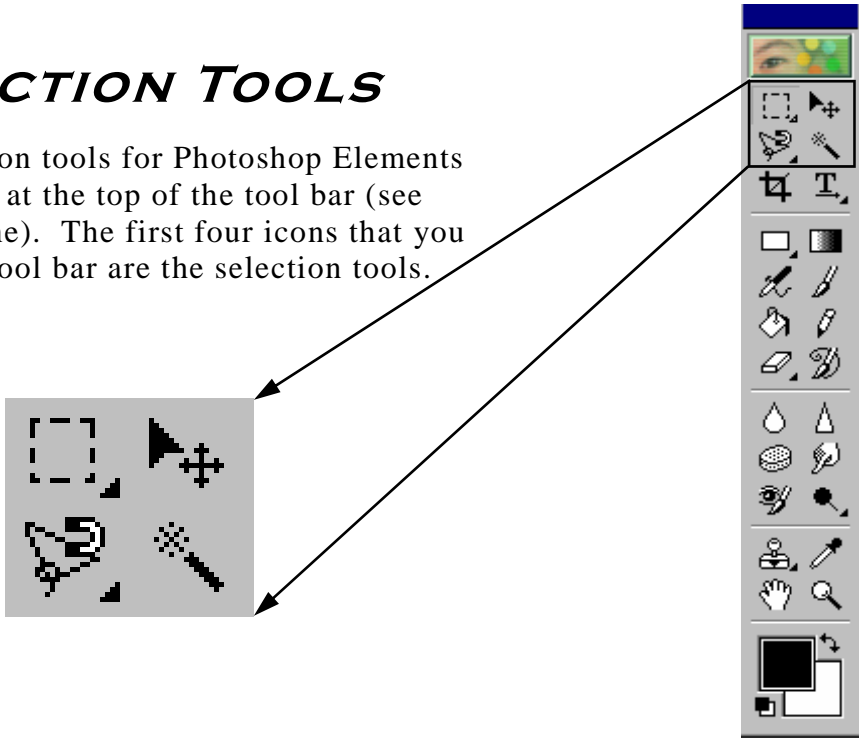 CTION TOOLS
on tools for Photoshop Elements
at the top of the tool bar (see
e). The first four icons that you
ool bar are the selection tools.